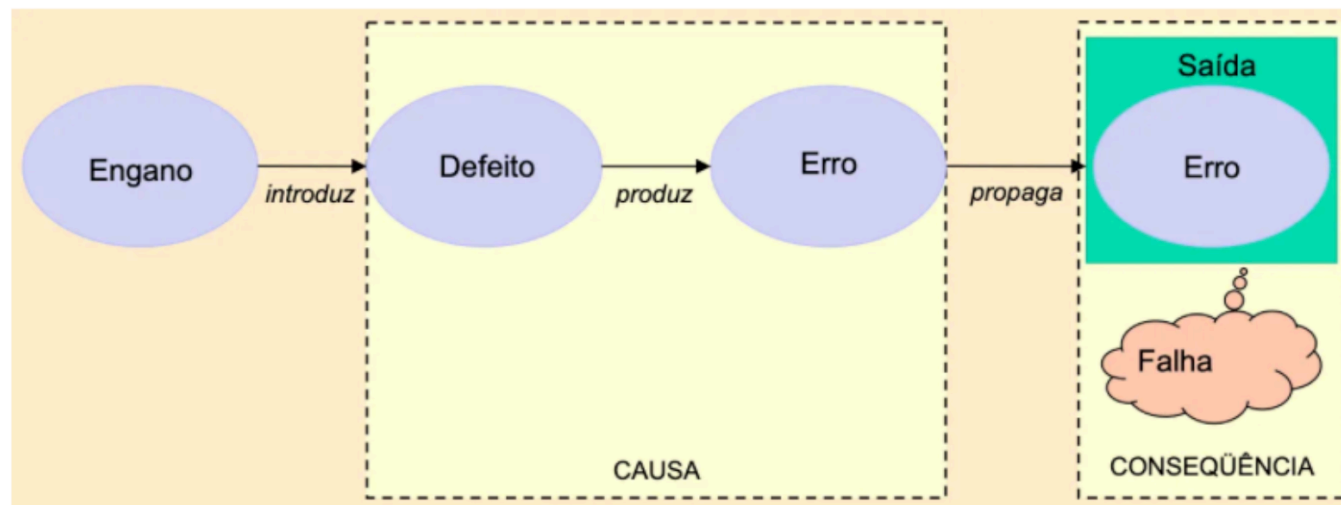 Saída
Engano
introduz
Defeito
produz
Erro
propaga
Erro
Falha
CAUSA
CONSEQÜÊNCIA